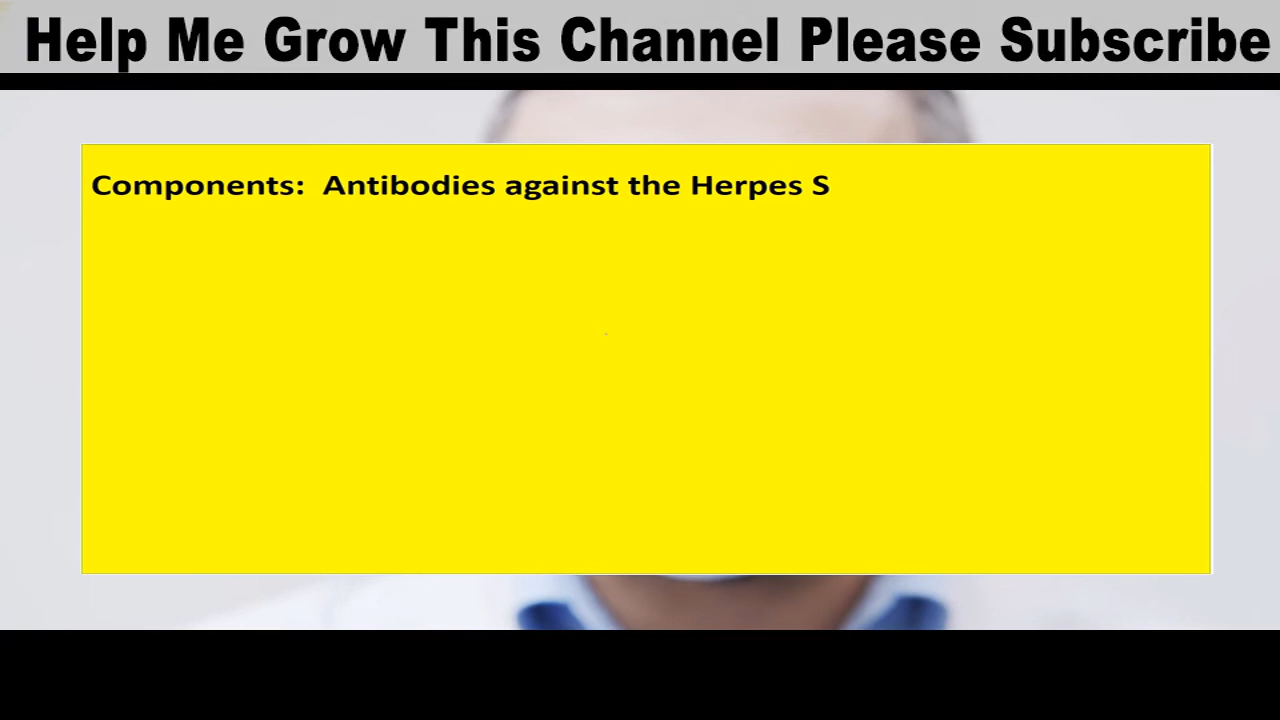 Help Me Grow This Channel Please Subscribe
Components:  Antibodies against the Herpes S